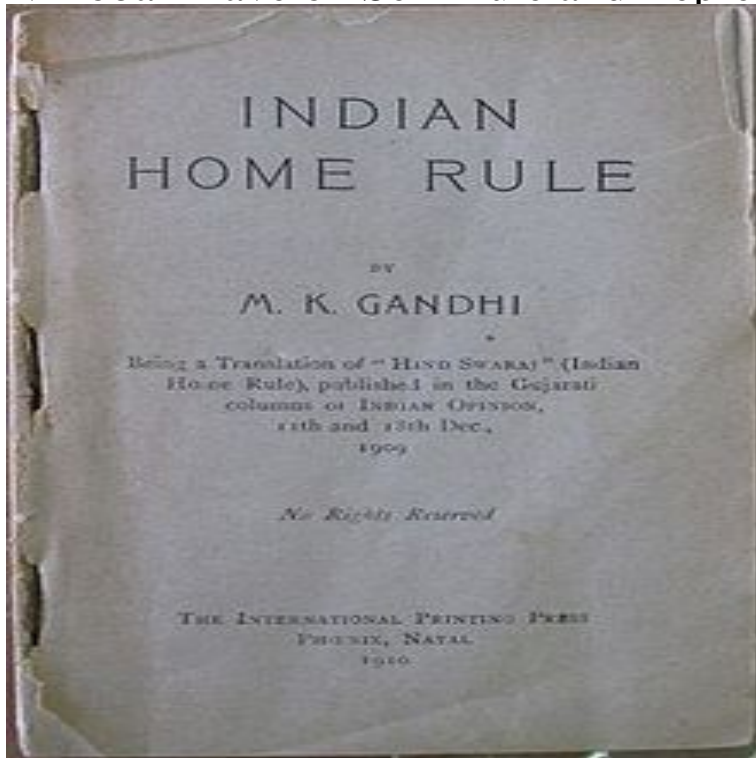 INDIAN
HOME RULE
BY
M. K. GANDHI
Being a Translation of "HIND SWARAJ" (Indian
Home Rule), published in the Gujarati
columns of INDIAN OPINION,
11th and 18th Dec.,
1909
No Rights Reserved
THE INTERNATIONAL PRINTING PRESS
PHŒNIX, NATAL
1910